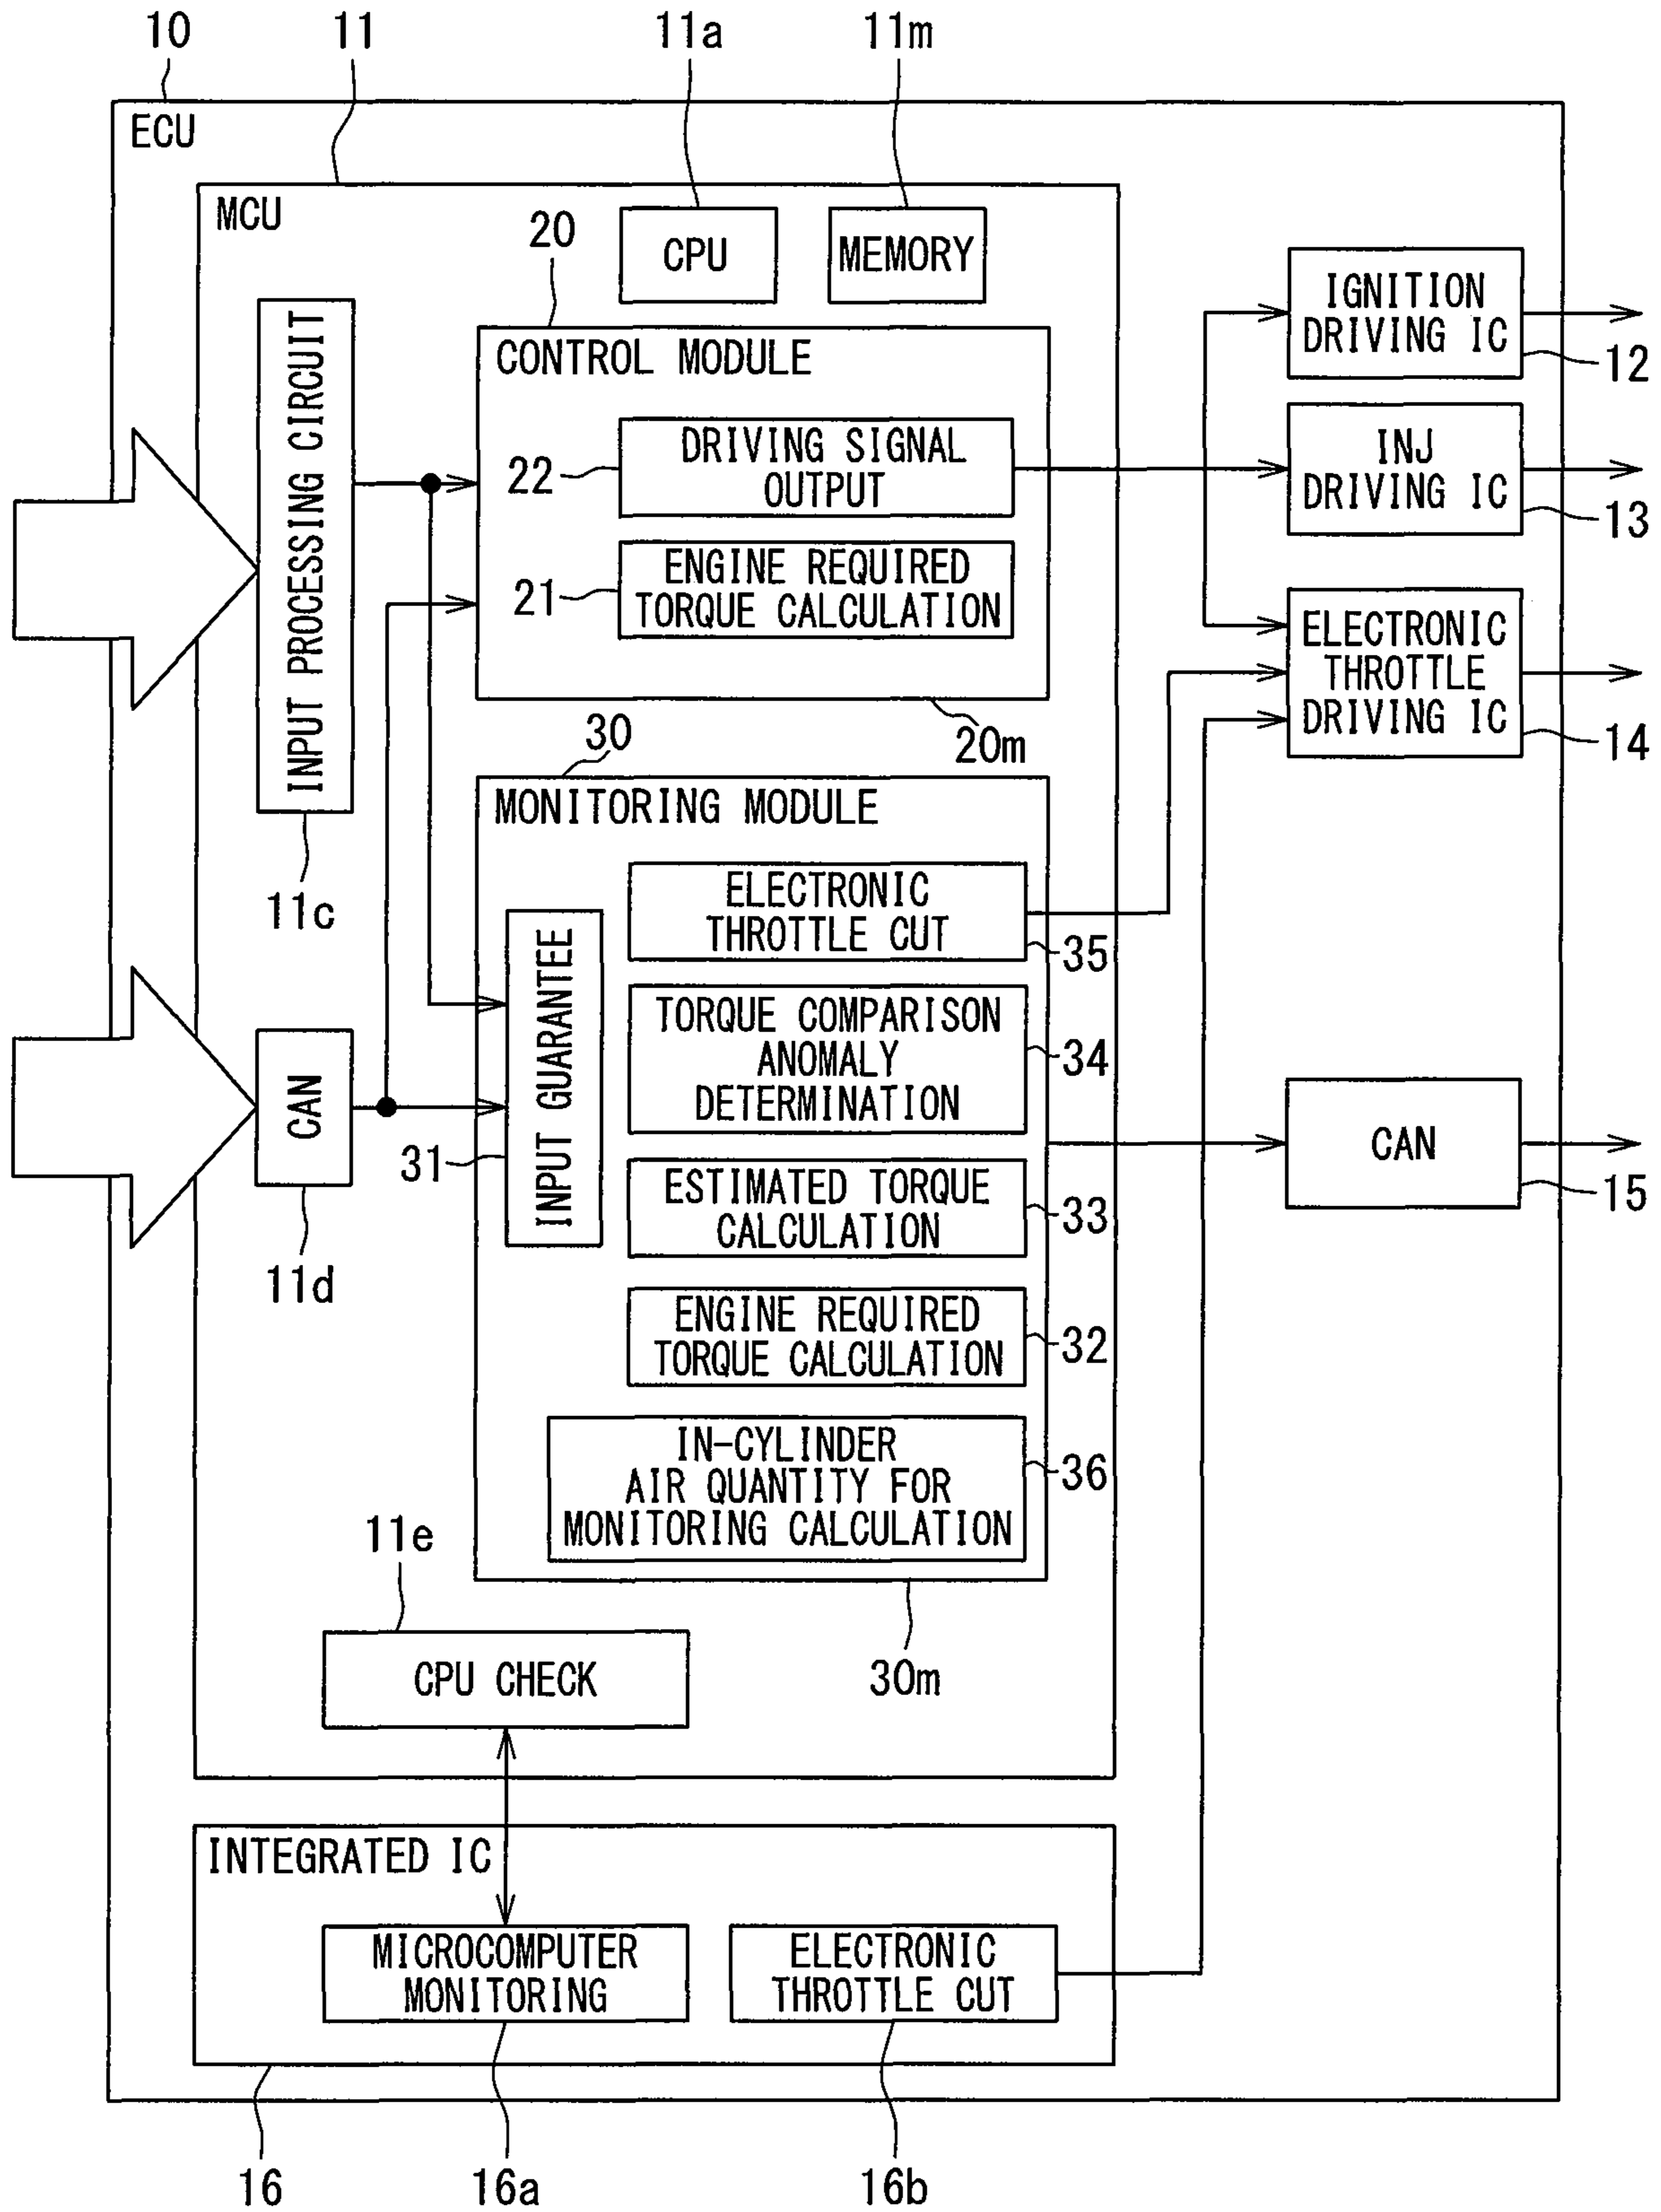 10
11
11a
11m
ECU
MCU
CPU
MEMORY
20
CONTROL MODULE
DRIVING SIGNAL
OUTPUT
22
ENGINE REQUIRED
TORQUE CALCULATION
21
20m
INPUT PROCESSING CIRCUIT
11c
IGNITION
DRIVING IC
12
INJ
DRIVING IC
13
ELECTRONIC
THROTTLE
DRIVING IC
14
30
MONITORING MODULE
ELECTRONIC
THROTTLE CUT
35
INPUT GUARANTEE
31
TORQUE COMPARISON
ANOMALY
DETERMINATION
34
CAN
11d
ESTIMATED TORQUE
CALCULATION
33
CAN
15
ENGINE REQUIRED
TORQUE CALCULATION
32
IN-CYLINDER
AIR QUANTITY FOR
MONITORING CALCULATION
36
30m
11e
CPU CHECK
INTEGRATED IC
MICROCOMPUTER
MONITORING
ELECTRONIC
THROTTLE CUT
16
16a
16b